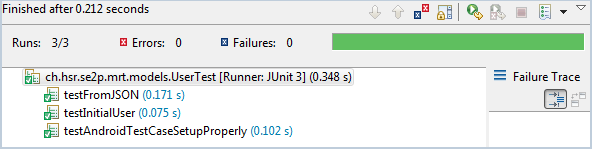 Finished after 0.212 seconds
Runs: 3/3 Errors: 0 Failures: 0
ch.hsr.se2p.mrt.models.UserTest [Runner: JUnit 3] (0.348 s)
Failure Trace
testFromJSON (0.171 s)
testInitialUser (0.075 s)
testAndroidTestCaseSetupProperly (0.102 s)